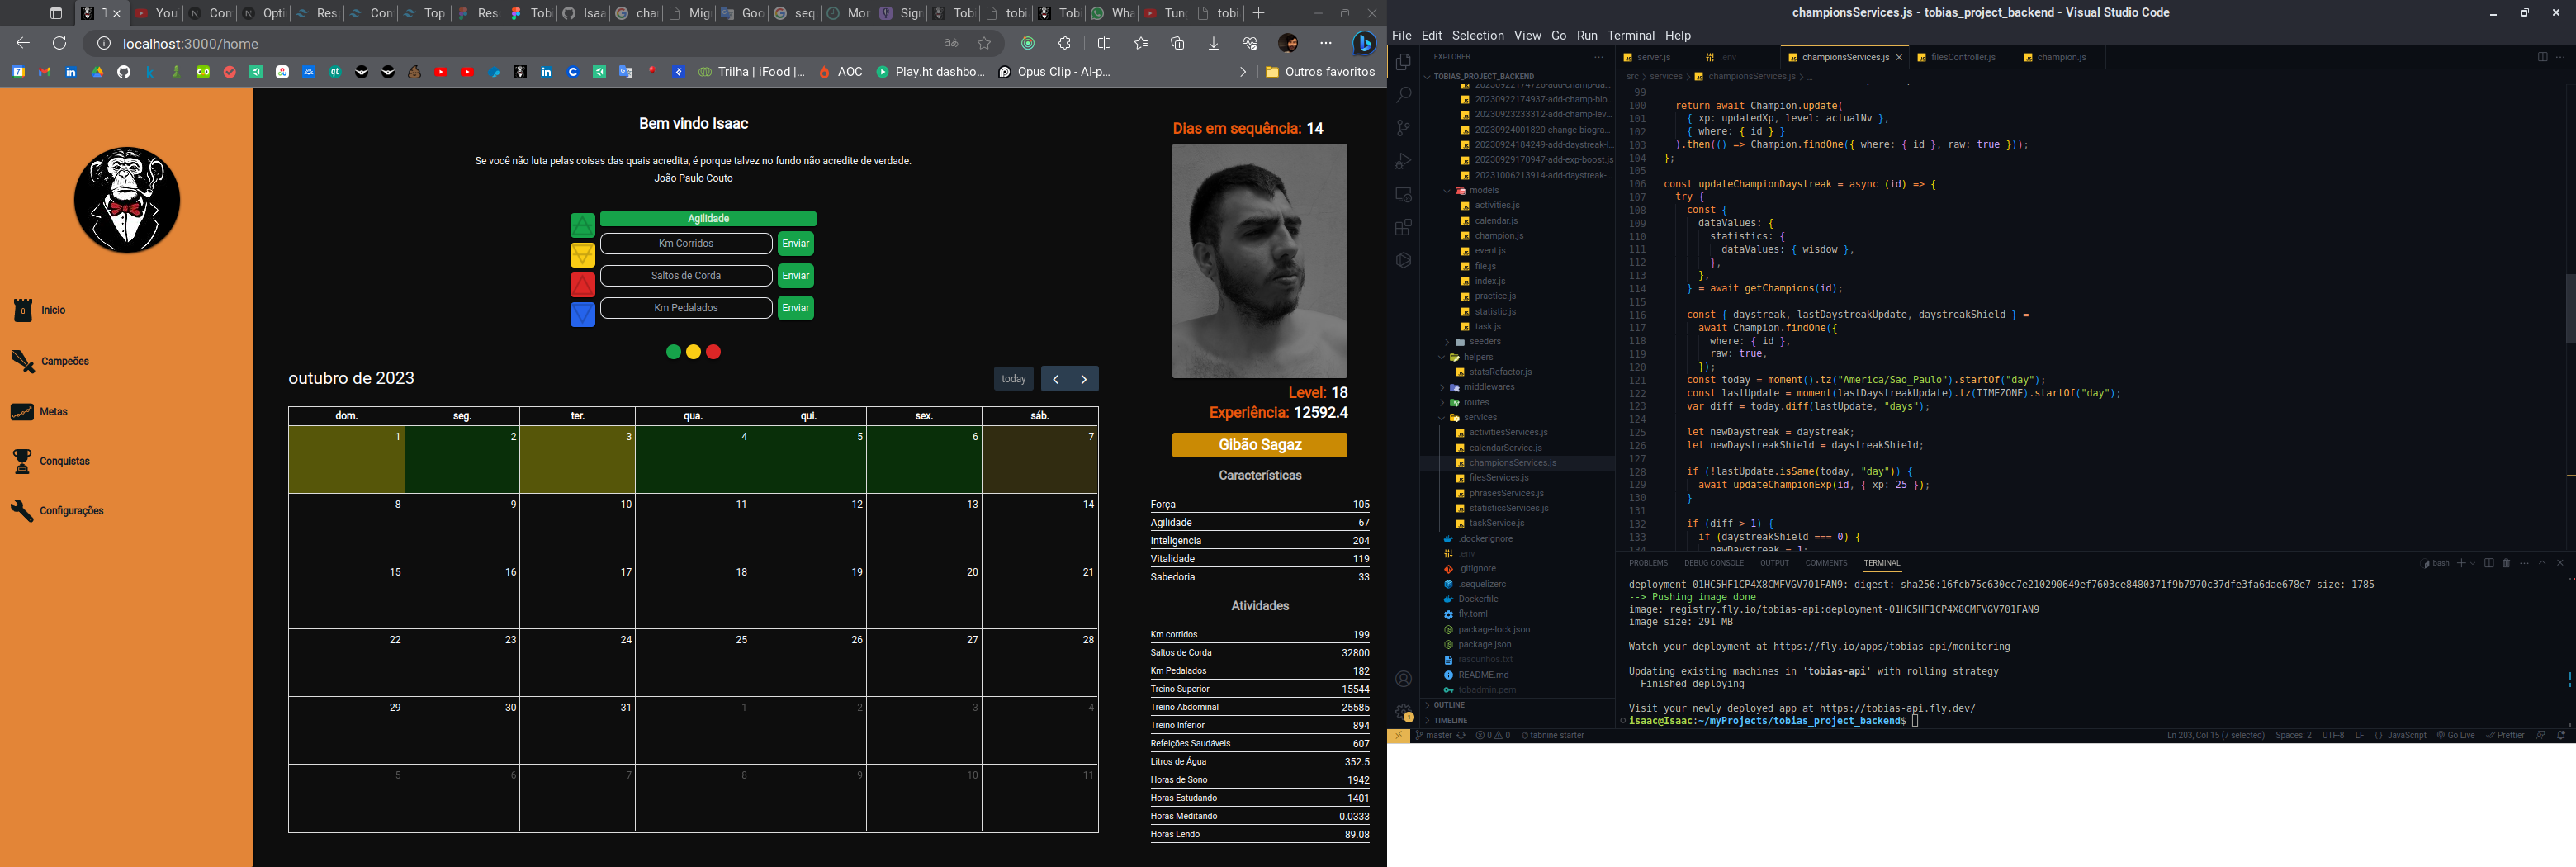 T
You
Con
Opti
Resp
Con
Top
Res
Tob
Isaa
char
Mig
Goo
seq
Mor
Sign
Tob
tobi
Tob
Wha
Tun
tobi
localhost:3000/home
Trilha | iFood |...
AOC
Play.ht dashbo...
Opus Clip - AI-p...
Outros favoritos
Inicio
Campeões
Metas
Conquistas
Configurações
Bem vindo Isaac
Se você não luta pelas coisas das quais acredita, é porque talvez no fundo não acredite de verdade.
João Paulo Couto
Agilidade
Km Corridos Enviar
Saltos de Corda Enviar
Km Pedalados Enviar
outubro de 2023
today
dom. seg. ter. qua. qui. sex. sáb.
1 2 3 4 5 6 7
8 9 10 11 12 13 14
15 16 17 18 19 20 21
22 23 24 25 26 27 28
29 30 31 1 2 3 4
5 6 7 8 9 10 11
Dias em sequência: 14
Level: 18
Experiência: 12592.4
Gibão Sagaz
Características
Força 105
Agilidade 67
Inteligencia 204
Vitalidade 119
Sabedoria 33
Atividades
Km corridos 199
Saltos de Corda 32800
Km Pedalados 182
Treino Superior 15544
Treino Abdominal 25585
Treino Inferior 894
Refeições Saudáveis 607
Litros de Água 352.5
Horas de Sono 1942
Horas Estudando 1401
Horas Meditando 0.0333
Horas Lendo 89.08
championsServices.js - tobias_project_backend - Visual Studio Code
File Edit Selection View Go Run Terminal Help
EXPLORER
TOBIAS_PROJECT_BACKEND
20230922174937-add-champ-bio...
20230923233312-add-champ-lev...
20230924001820-change-biogra...
20230924184249-add-daystreak-l...
20230929170947-add-exp-boost.js
20231006213914-add-daystreak-...
models
activities.js
calendar.js
champion.js
event.js
file.js
index.js
practice.js
statistic.js
task.js
seeders
helpers
statsRefactor.js
middlewares
routes
services
activitiesServices.js
calendarService.js
championsServices.js
filesServices.js
phrasesServices.js
statisticsServices.js
taskService.js
.dockerignore
.env
.gitignore
.sequelizerc
Dockerfile
fly.toml
package-lock.json
package.json
rascunhos.txt
README.md
tobadmin.pem
OUTLINE
TIMELINE
server.js .env championsServices.js filesController.js champion.js
src > services > championsServices.js > ...
99
100 return await Champion.update(
101 { xp: updatedXp, level: actualNv },
102 { where: { id } }
103 ).then(() => Champion.findOne({ where: { id }, raw: true }));
104 };
105
106 const updateChampionDaystreak = async (id) => {
107 try {
108 const {
109 dataValues: {
110 statistics: {
111 dataValues: { wisdow },
112 },
113 },
114 } = await getChampions(id);
115
116 const { daystreak, lastDaystreakUpdate, daystreakShield } =
117 await Champion.findOne({
118 where: { id },
119 raw: true,
120 });
121 const today = moment().tz("America/Sao_Paulo").startOf("day");
122 const lastUpdate = moment(lastDaystreakUpdate).tz(TIMEZONE).startOf("day");
123 var diff = today.diff(lastUpdate, "days");
124
125 let newDaystreak = daystreak;
126 let newDaystreakShield = daystreakShield;
127
128 if (!lastUpdate.isSame(today, "day")) {
129 await updateChampionExp(id, { xp: 25 });
130 }
131
132 if (diff > 1) {
133 if (daystreakShield === 0) {
134 newDaystreak = 1;
PROBLEMS DEBUG CONSOLE OUTPUT COMMENTS TERMINAL
bash
deployment-01HC5HF1CP4X8CMFVGV701FAN9: digest: sha256:16fcb75c630cc7e210290649ef7603ce8480371f9b7970c37dfe3fa6dae678e7 size: 1785
--> Pushing image done
image: registry.fly.io/tobias-api:deployment-01HC5HF1CP4X8CMFVGV701FAN9
image size: 291 MB
Watch your deployment at https://fly.io/apps/tobias-api/monitoring
Updating existing machines in 'tobias-api' with rolling strategy
Finished deploying
Visit your newly deployed app at https://tobias-api.fly.dev/
isaac@Isaac:~/myProjects/tobias_project_backend$
master 0 0 tabnine starter Ln 203, Col 15 (7 selected) Spaces: 2 UTF-8 LF {} JavaScript Go Live Prettier